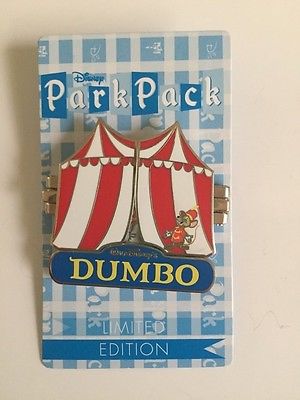 Disney
Park Pack
Walt Disney's
DUMBO
LIMITED
EDITION